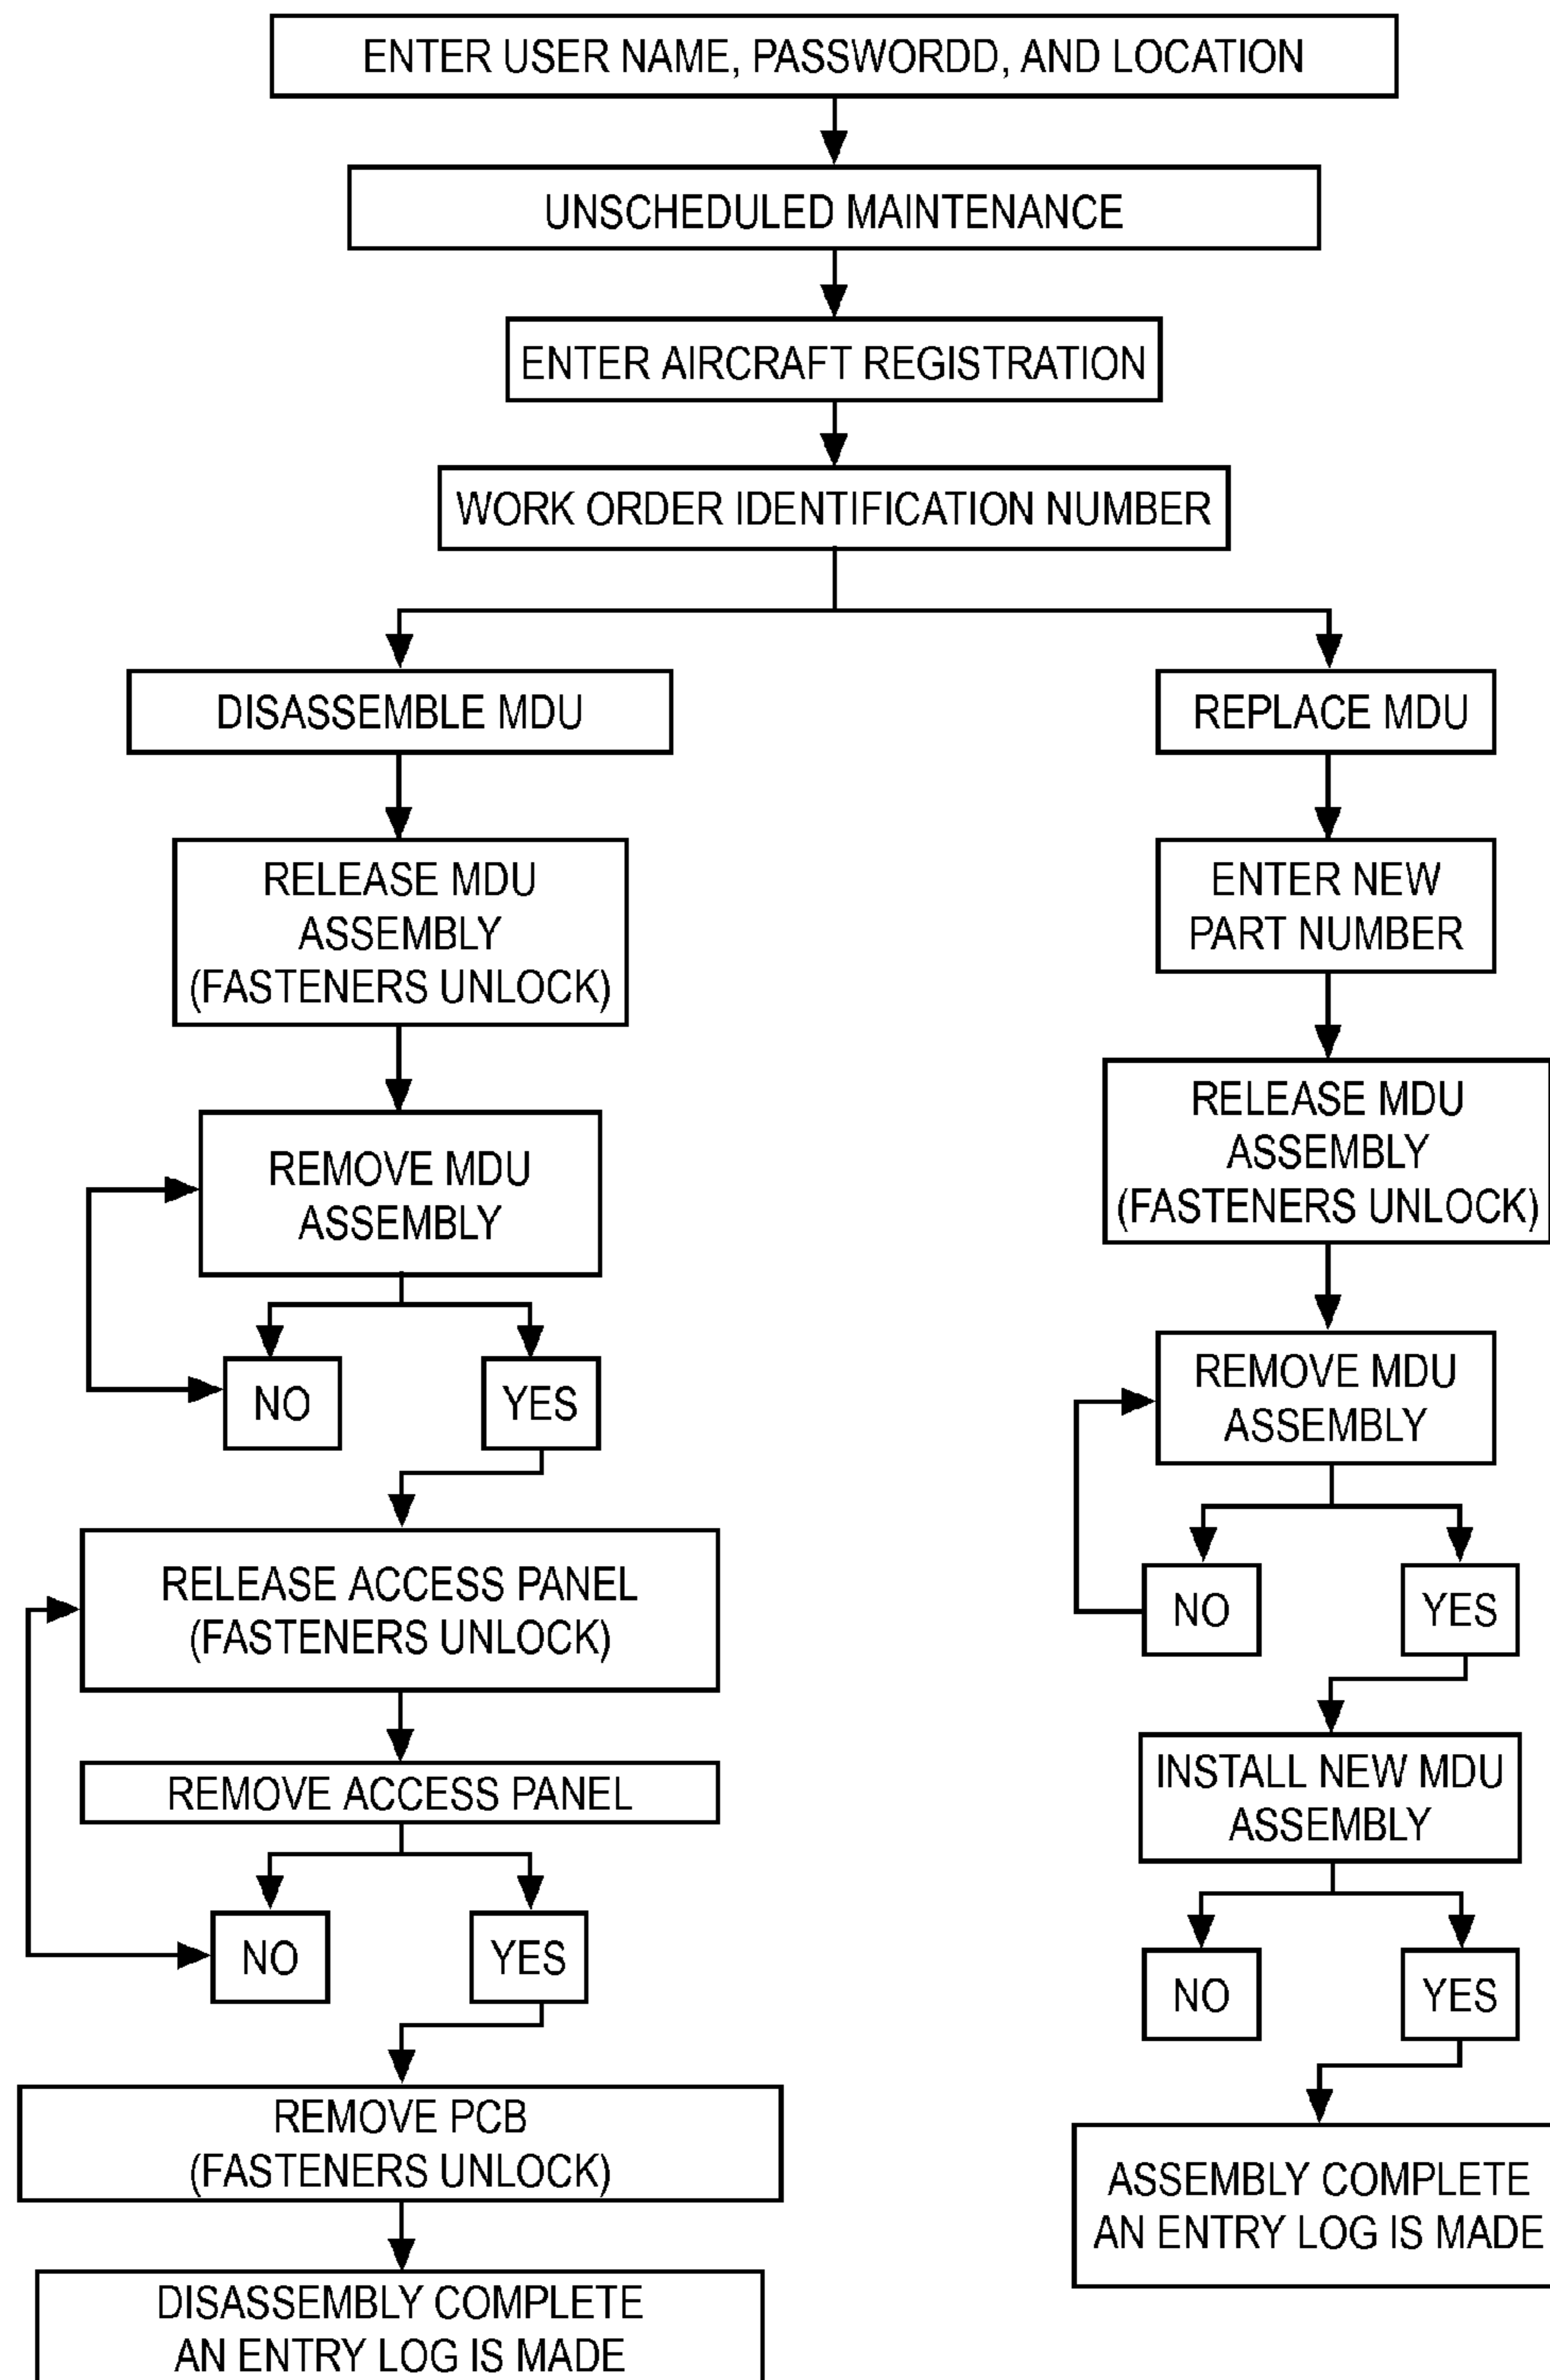 ENTER USER NAME, PASSWORDD, AND LOCATION
UNSCHEDULED MAINTENANCE
ENTER AIRCRAFT REGISTRATION
WORK ORDER IDENTIFICATION NUMBER
DISASSEMBLE MDU
RELEASE MDU
ASSEMBLY
(FASTENERS UNLOCK)
REMOVE MDU
ASSEMBLY
NO
YES
RELEASE ACCESS PANEL
(FASTENERS UNLOCK)
REMOVE ACCESS PANEL
NO
YES
REMOVE PCB
(FASTENERS UNLOCK)
DISASSEMBLY COMPLETE
AN ENTRY LOG IS MADE
REPLACE MDU
ENTER NEW
PART NUMBER
RELEASE MDU
ASSEMBLY
(FASTENERS UNLOCK)
REMOVE MDU
ASSEMBLY
NO
YES
INSTALL NEW MDU
ASSEMBLY
NO
YES
ASSEMBLY COMPLETE
AN ENTRY LOG IS MADE